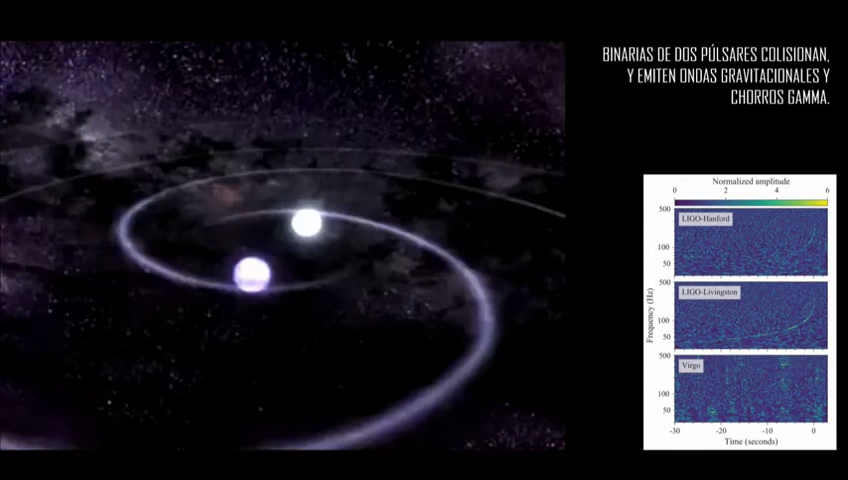 BINARIAS DE DOS PÚLSARES COLISIONAN,
Y EMITEN ONDAS GRAVITACIONALES Y
CHORROS GAMMA.
Normalized amplitude
0 2 4 6
500
LIGO-Hanford
100
50
500
LIGO-Livingston
100
50
Frequency (Hz)
500
Virgo
100
50
-30 -20 -10 0
Time (seconds)